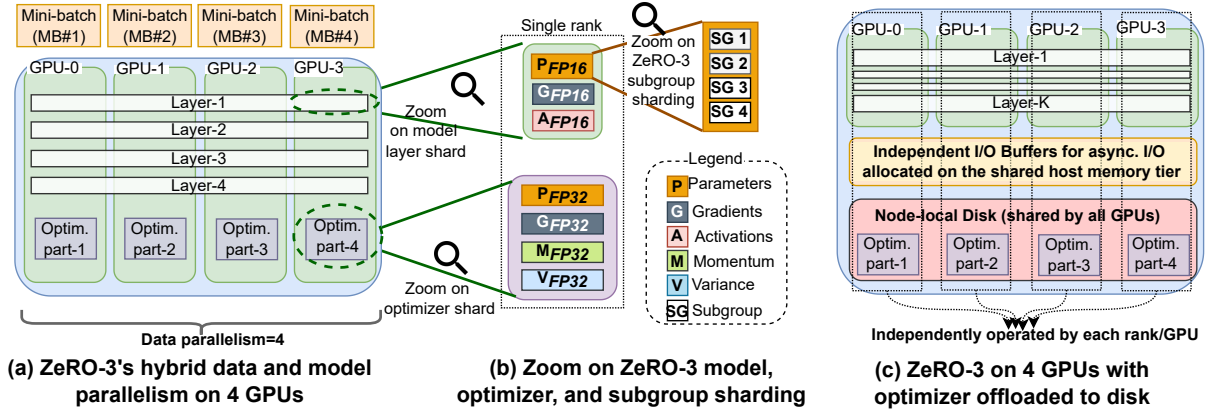 Mini-batch
(MB#1)
Mini-batch
(MB#2)
Mini-batch
(MB#3)
Mini-batch
(MB#4)
GPU-0
GPU-1
GPU-2
GPU-3
Layer-1
Layer-2
Layer-3
Layer-4
Optim.
part-1
Optim.
part-2
Optim.
part-3
Optim.
part-4
Data parallelism=4
(a) ZeRO-3's hybrid data and model
parallelism on 4 GPUs
Zoom
on model
layer shard
Zoom on
optimizer shard
Single rank
PFP16
GFP16
AFP16
PFP32
GFP32
MFP32
VFP32
Zoom on
ZeRO-3
subgroup
sharding
SG 1
SG 2
SG 3
SG 4
Legend
P Parameters
G Gradients
A Activations
M Momentum
V Variance
SG Subgroup
(b) Zoom on ZeRO-3 model,
optimizer, and subgroup sharding
GPU-0
GPU-1
GPU-2
GPU-3
Layer-1
Layer-K
Independent I/O Buffers for async. I/O
allocated on the shared host memory tier
Node-local Disk (shared by all GPUs)
Optim.
part-1
Optim.
part-2
Optim.
part-3
Optim.
part-4
Independently operated by each rank/GPU
(c) ZeRO-3 on 4 GPUs with
optimizer offloaded to disk